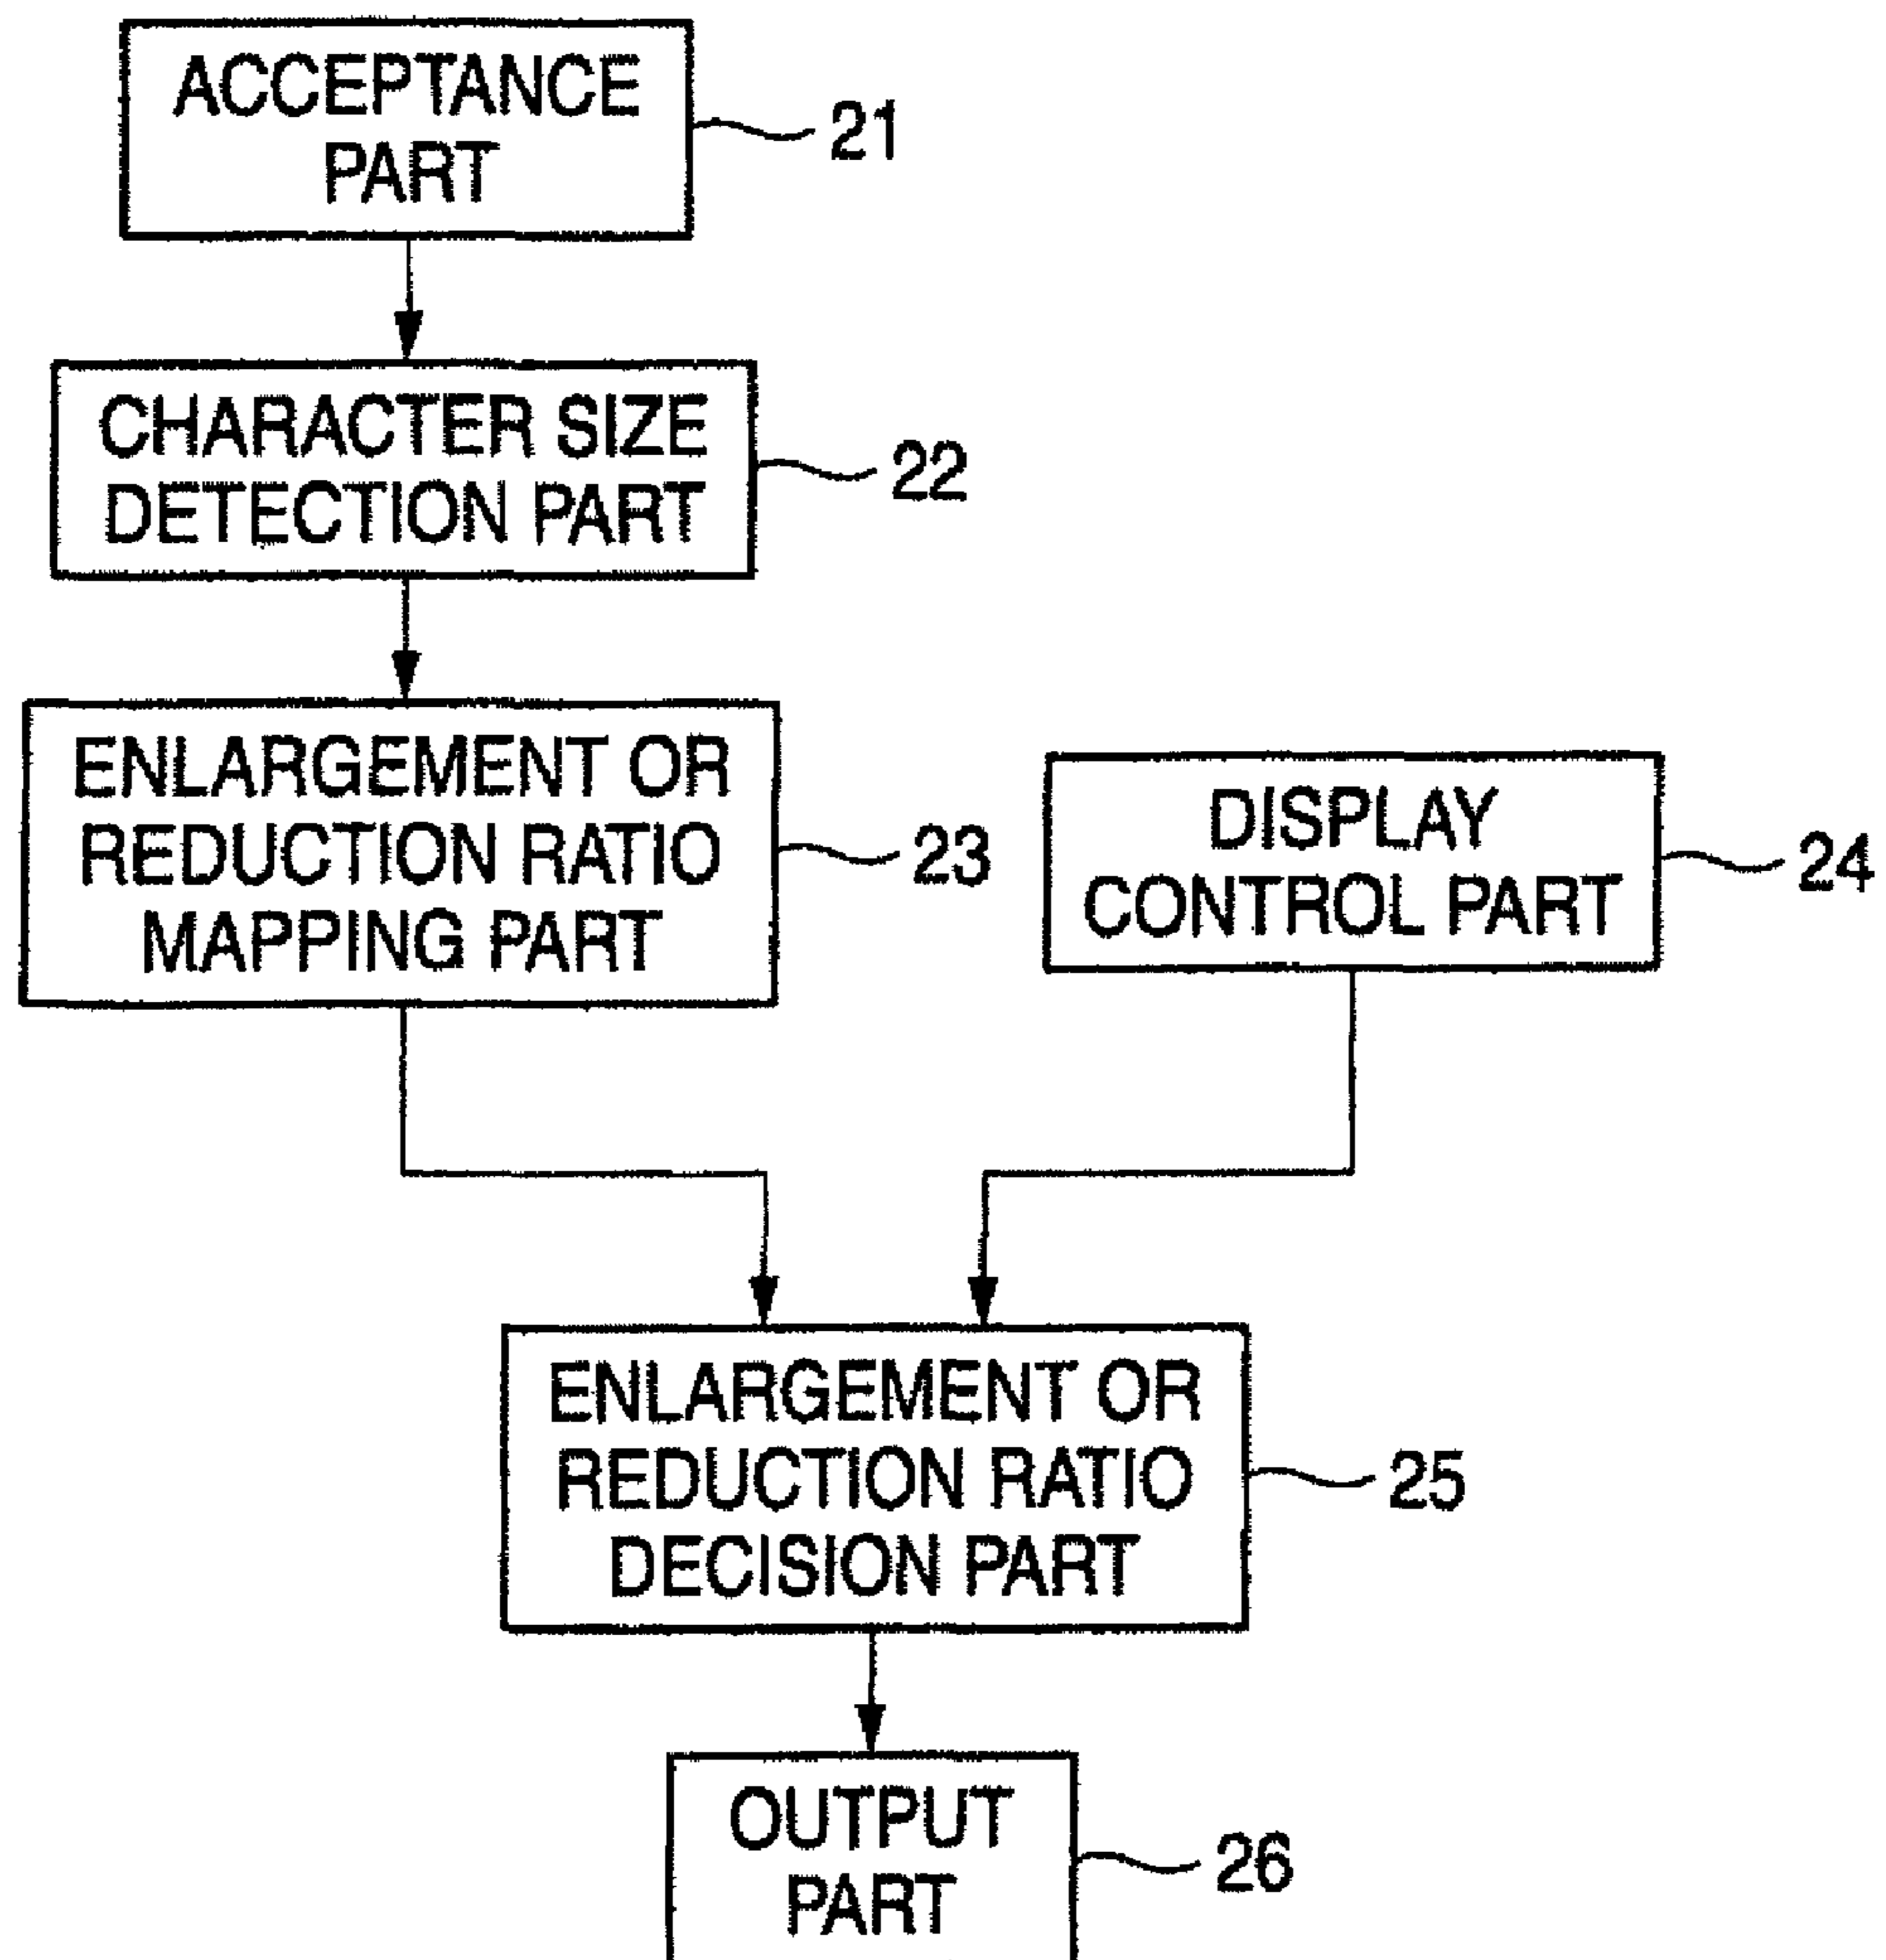 ACCEPTANCE
PART
21
CHARACTER SIZE
DETECTION PART
22
ENLARGEMENT OR
REDUCTION RATIO
MAPPING PART
23
DISPLAY
CONTROL PART
24
ENLARGEMENT OR
REDUCTION RATIO
DECISION PART
25
OUTPUT
PART
26